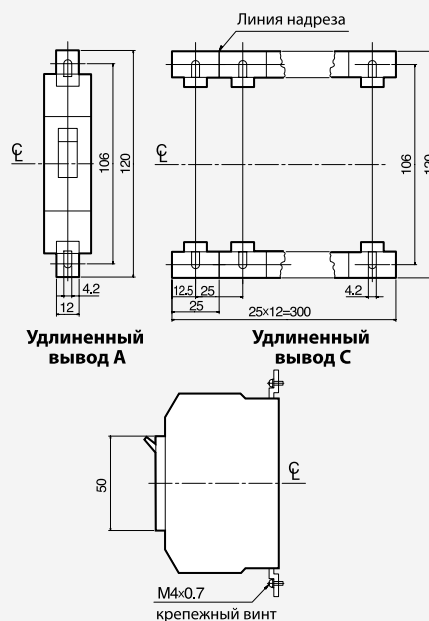 Линия надреза
℄
106
120
4.2
12
℄
106
120
12.5
25
25
4.2
25×12=300
Удлиненный
вывод A
Удлиненный
вывод C
50
℄
M4×0.7
крепежный винт